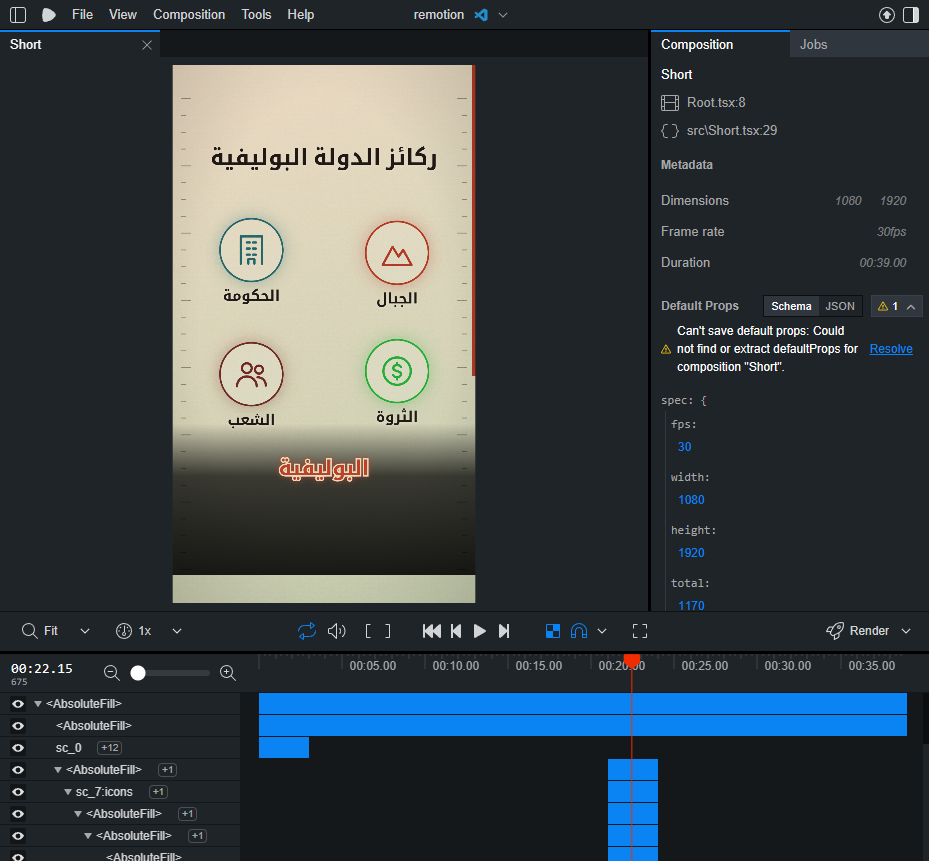 File View Composition Tools Help
remotion
Short
Composition
Jobs
Short
Root.tsx:8
src\Short.tsx:29
Metadata
Dimensions 1080 1920
Frame rate 30fps
Duration 00:39.00
Default Props Schema JSON 1
Can't save default props: Could
not find or extract defaultProps for
composition "Short".
Resolve
spec: {
fps:
30
width:
1080
height:
1920
total:
1170
ركائز الدولة البوليفية
الجبال
الحكومة
الثروة
الشعب
البوليفية
Fit
1x
[ ]
Render
00:22.15
675
00:05.00 00:10.00 00:15.00 00:20.00 00:25.00 00:30.00 00:35.00
<AbsoluteFill>
<AbsoluteFill>
sc_0 +12
<AbsoluteFill> +1
sc_7:icons +1
<AbsoluteFill> +1
<AbsoluteFill> +1
<AbsoluteFill>